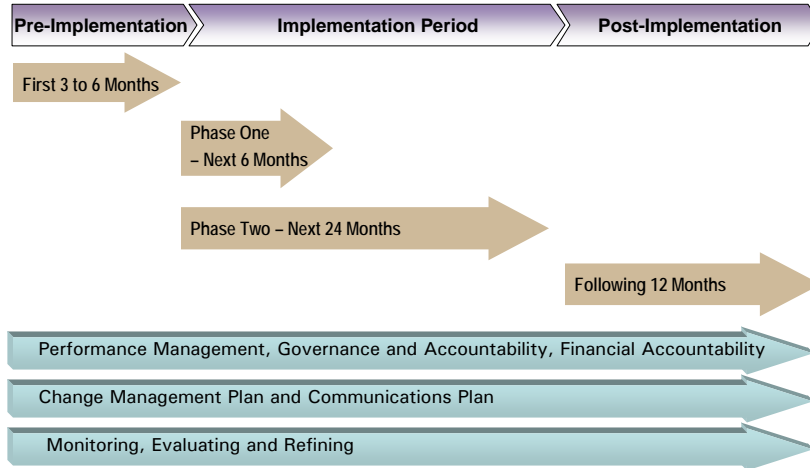 Pre-Implementation
Implementation Period
Post-Implementation
First 3 to 6 Months
Phase One
– Next 6 Months
Phase Two – Next 24 Months
Following 12 Months
Performance Management, Governance and Accountability, Financial Accountability
Change Management Plan and Communications Plan
Monitoring, Evaluating and Refining